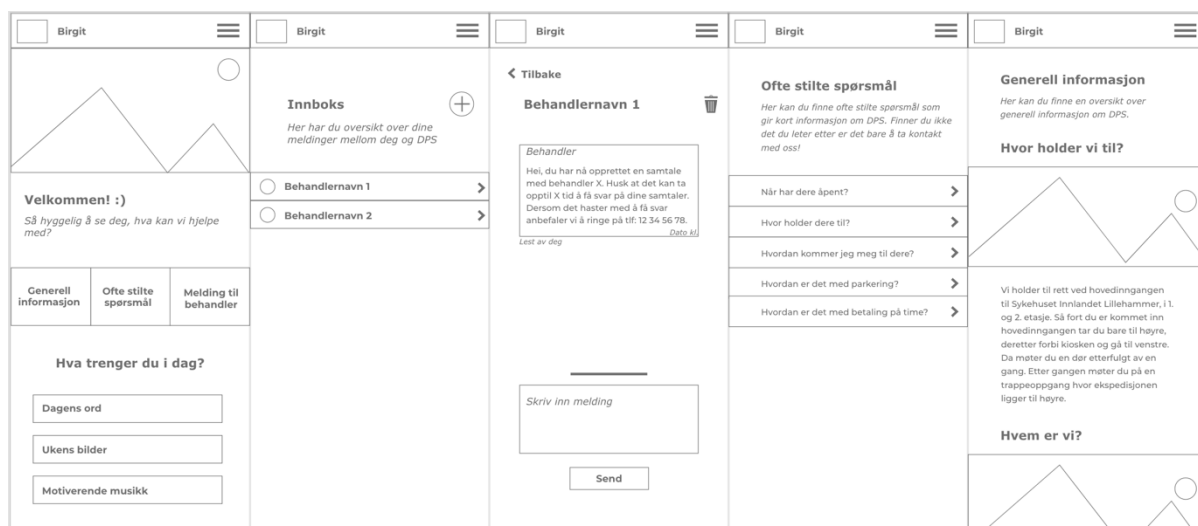 Birgit
Velkommen! :)
Så hyggelig å se deg, hva kan vi hjelpe
med?
Generell
informasjon
Ofte stilte
spørsmål
Melding til
behandler
Hva trenger du i dag?
Dagens ord
Ukens bilder
Motiverende musikk
Birgit
Innboks
Her har du oversikt over dine
meldinger mellom deg og DPS
Behandlernavn 1
Behandlernavn 2
Birgit
Tilbake
Behandlernavn 1
Behandler
Hei, du har nå opprettet en samtale
med behandler X. Husk at det kan ta
opptil X tid å få svar på dine samtaler.
Dersom det haster med å få svar
anbefaler vi å ringe på tlf: 12 34 56 78.
Dato kl.
Lest av deg
Skriv inn melding
Send
Birgit
Ofte stilte spørsmål
Her kan du finne ofte stilte spørsmål som
gir kort informasjon om DPS. Finner du ikke
det du leter etter er det bare å ta kontakt
med oss!
Når har dere åpent?
Hvor holder dere til?
Hvordan kommer jeg meg til dere?
Hvordan er det med parkering?
Hvordan er det med betaling på time?
Birgit
Generell informasjon
Her kan du finne en oversikt over
generell informasjon om DPS.
Hvor holder vi til?
Vi holder til rett ved hovedinngangen
til Sykehuset Innlandet Lillehammer, i 1.
og 2. etasje. Så fort du er kommet inn
hovedinngangen tar du bare til høyre,
deretter forbi kiosken og gå til venstre.
Da møter du en dør etterfulgt av en
gang. Etter gangen møter du på en
trappeoppgang hvor ekspedisjonen
ligger til høyre.
Hvem er vi?